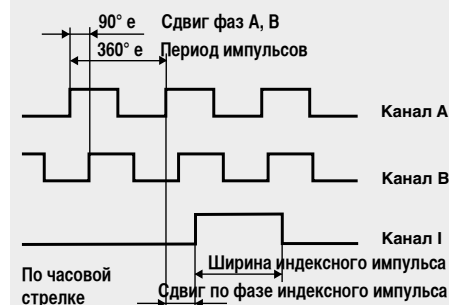 90° e Сдвиг фаз A, B
360° e Период импульсов
Канал A
Канал B
Канал I
Ширина индексного импульса
По часовой
Сдвиг по фазе индексного импульса
стрелке